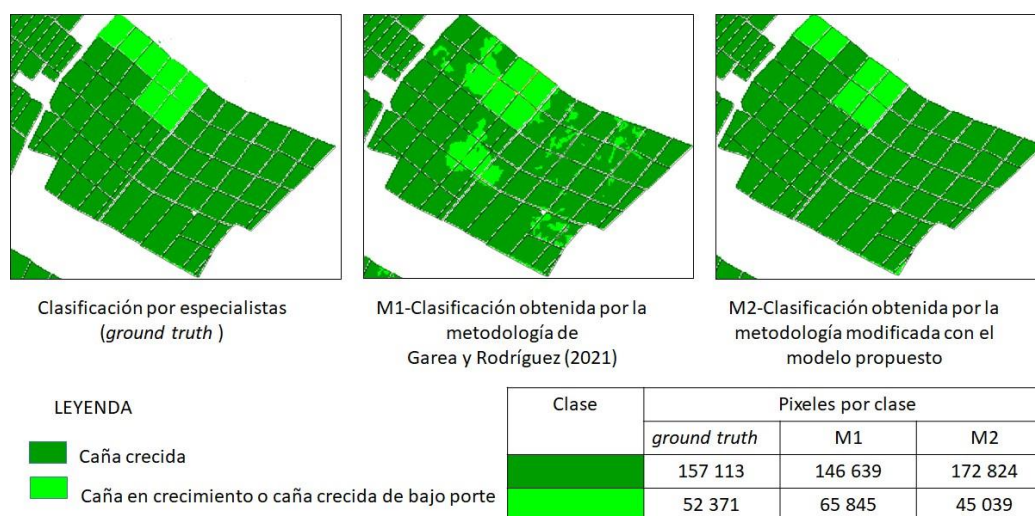 Clasificación por especialistas
(ground truth )
M1-Clasificación obtenida por la
metodología de
Garea y Rodríguez (2021)
M2-Clasificación obtenida por la
metodología modificada con el
modelo propuesto
LEYENDA
Caña crecida
Caña en crecimiento o caña crecida de bajo porte
Clase Pixeles por clase
ground truth M1 M2
157 113 146 639 172 824
52 371 65 845 45 039